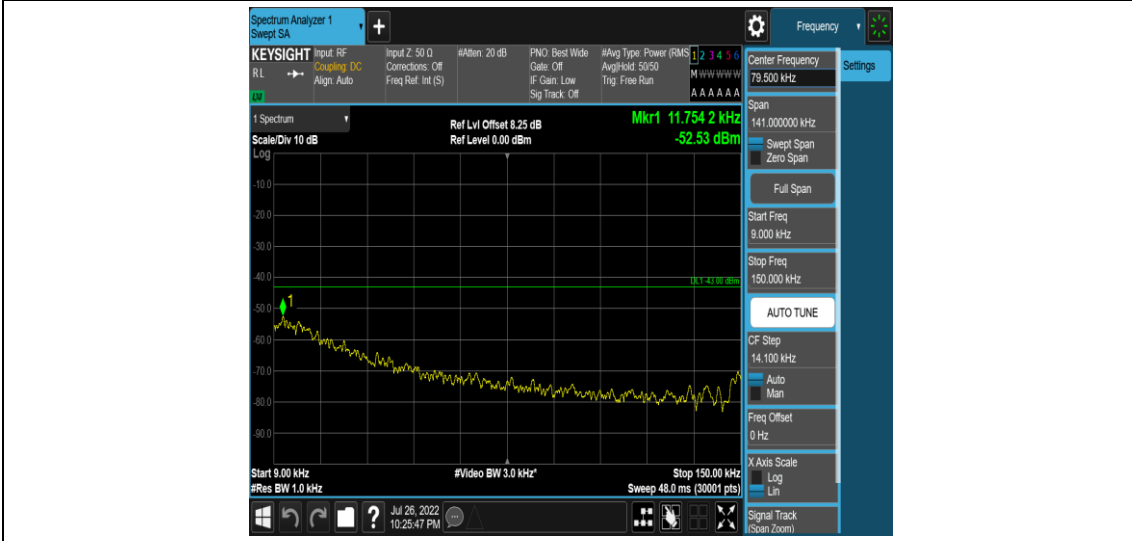 Spectrum Analyzer 1
Swept SA
+
Frequency
KEYSIGHT
RL
Input: RF
Coupling: DC
Align: Auto
Input Z: 50 Ω
Corrections: Off
Freq Ref: Int (S)
#Atten: 20 dB
PNO: Best Wide
Gate: Off
IF Gain: Low
Sig Track: Off
#Avg Type: Power (RMS
Avg|Hold: 50/50
Trig: Free Run
1 2 3 4 5 6
M W W W W W
A A A A A A
1 Spectrum
Scale/Div 10 dB
Log
Ref Lvl Offset 8.25 dB
Ref Level 0.00 dBm
Mkr1 11.754 2 kHz
-52.53 dBm
-10.0
-20.0
-30.0
-40.0
-50.0
-60.0
-70.0
-80.0
-90.0
DL1 -43.00 dBm
1
Start 9.00 kHz
#Res BW 1.0 kHz
#Video BW 3.0 kHz*
Stop 150.00 kHz
Sweep 48.0 ms (30001 pts)
?
Jul 26, 2022
10:25:47 PM
Center Frequency
79.500 kHz
Settings
Span
141.000000 kHz
Swept Span
Zero Span
Full Span
Start Freq
9.000 kHz
Stop Freq
150.000 kHz
AUTO TUNE
CF Step
14.100 kHz
Auto
Man
Freq Offset
0 Hz
X Axis Scale
Log
Lin
Signal Track
(Span Zoom)